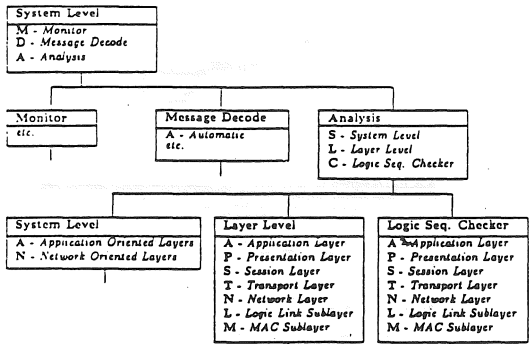 System Level
M - Monitor
D - Message Decode
A - Analysis
Monitor
etc.
Message Decode
A - Automatic
etc.
Analysis
S - System Level
L - Layer Level
C - Logic Seq. Checker
System Level
A - Application Oriented Layers
N - Network Oriented Layers
Layer Level
A - Application Layer
P - Presentation Layer
S - Session Layer
T - Transport Layer
N - Network Layer
L - Logic Link Sublayer
M - MAC Sublayer
Logic Seq. Checker
A - Application Layer
P - Presentation Layer
S - Session Layer
T - Transport Layer
N - Network Layer
L - Logic Link Sublayer
M - MAC Sublayer